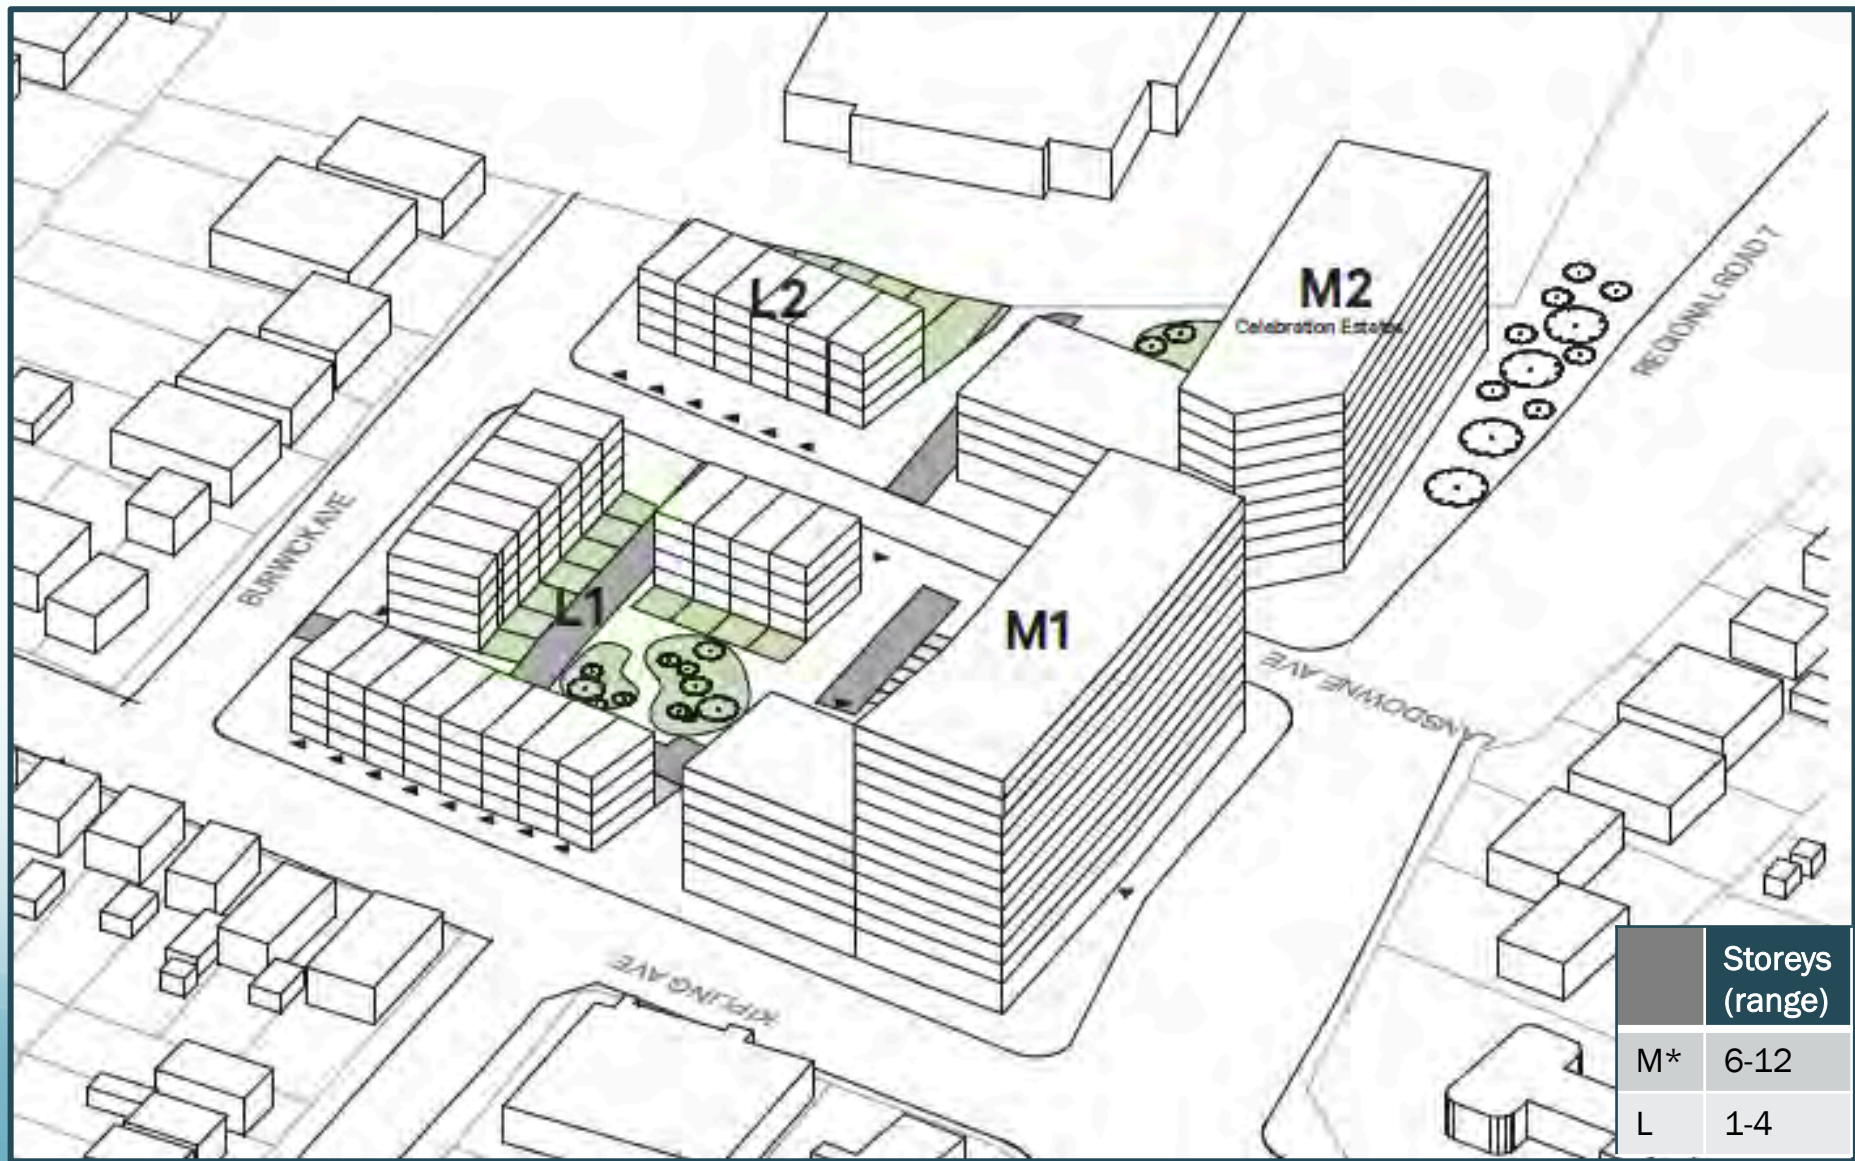 L2
M2
Celebration Estates
REGIONAL ROAD 7
BURWICK AVE
L1
M1
LANSDOWNE AVE
KIPLING AVE
Storeys
(range)
M* 6-12
L 1-4